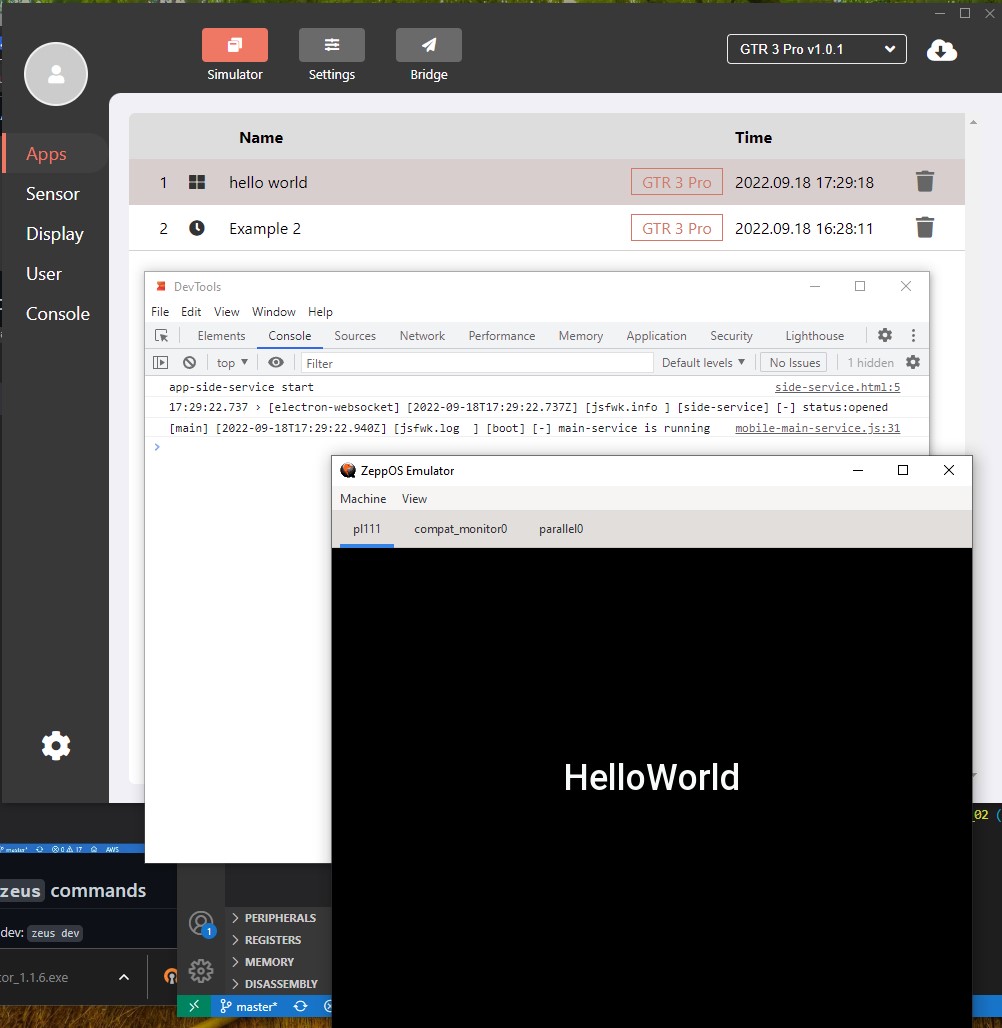 Simulator
Settings
Bridge
GTR 3 Pro v1.0.1
Apps
Sensor
Display
User
Console
Name Time
1 hello world GTR 3 Pro 2022.09.18 17:29:18
2 Example 2 GTR 3 Pro 2022.09.18 16:28:11
DevTools
File Edit View Window Help
Elements Console Sources Network Performance Memory Application Security Lighthouse
top Filter Default levels No Issues 1 hidden
app-side-service start side-service.html:5
17:29:22.737 › [electron-websocket] [2022-09-18T17:29:22.737Z] [jsfwk.info ] [side-service] [-] status:opened
[main] [2022-09-18T17:29:22.940Z] [jsfwk.log  ] [boot] [-] main-service is running mobile-main-service.js:31
ZeppOS Emulator
Machine View
pl111 compat_monitor0 parallel0
HelloWorld
_02 (
master* 0 17 AWS
zeus commands
dev: zeus dev
tor_1.1.6.exe
1
PERIPHERALS
REGISTERS
MEMORY
DISASSEMBLY
master*